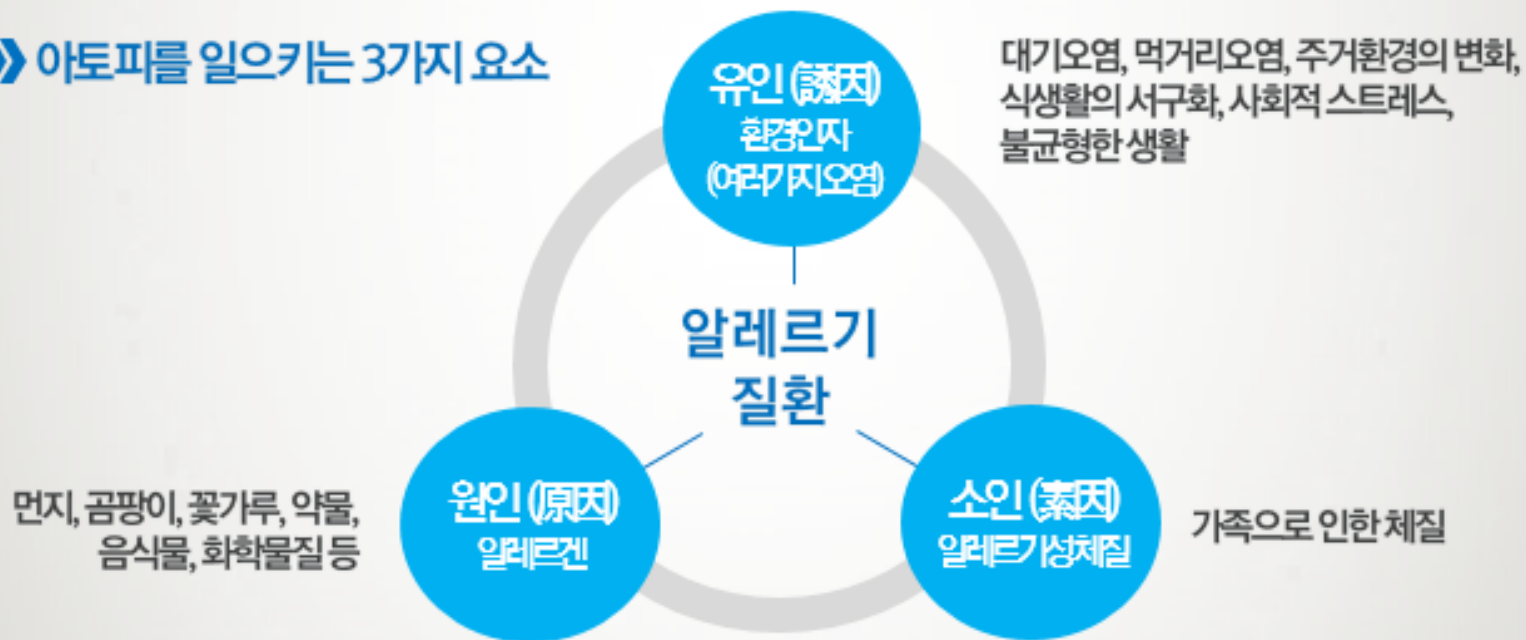 아토피를 일으키는 3가지 요소
유인 (誘因)
환경인자
(여러가지오염)
대기오염, 먹거리오염, 주거환경의 변화,
식생활의 서구화, 사회적 스트레스,
불균형한 생활
알레르기
질환
원인 (原因)
알레르겐
먼지, 곰팡이, 꽃가루, 약물,
음식물, 화학물질 등
소인 (素因)
알레르기성체질
가족으로 인한 체질